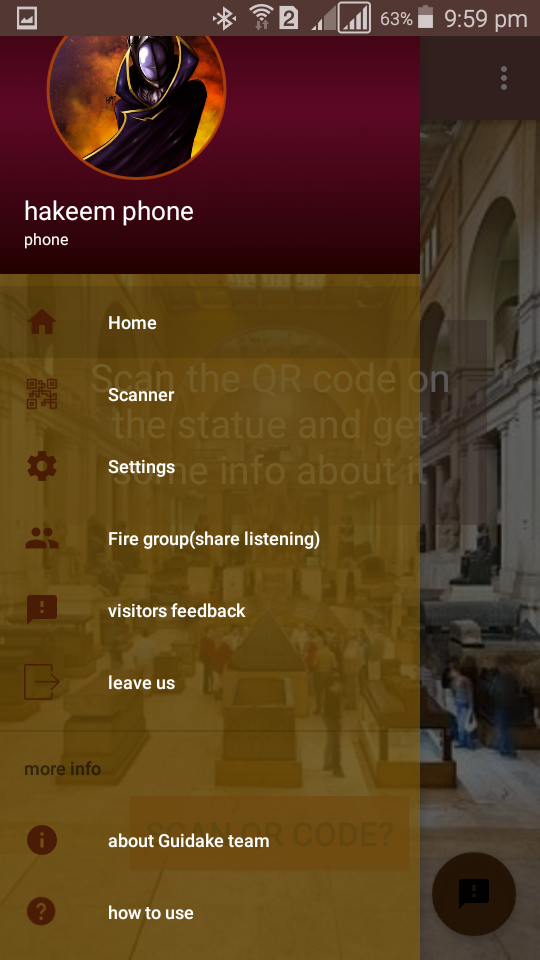 2
63%
9:59 pm
hakeem phone
phone
Home
Scan the QR code on
the statue and get
some info about it
Scanner
Settings
Fire group(share listening)
visitors feedback
leave us
more info
SCAN QR CODE?
about Guidake team
how to use